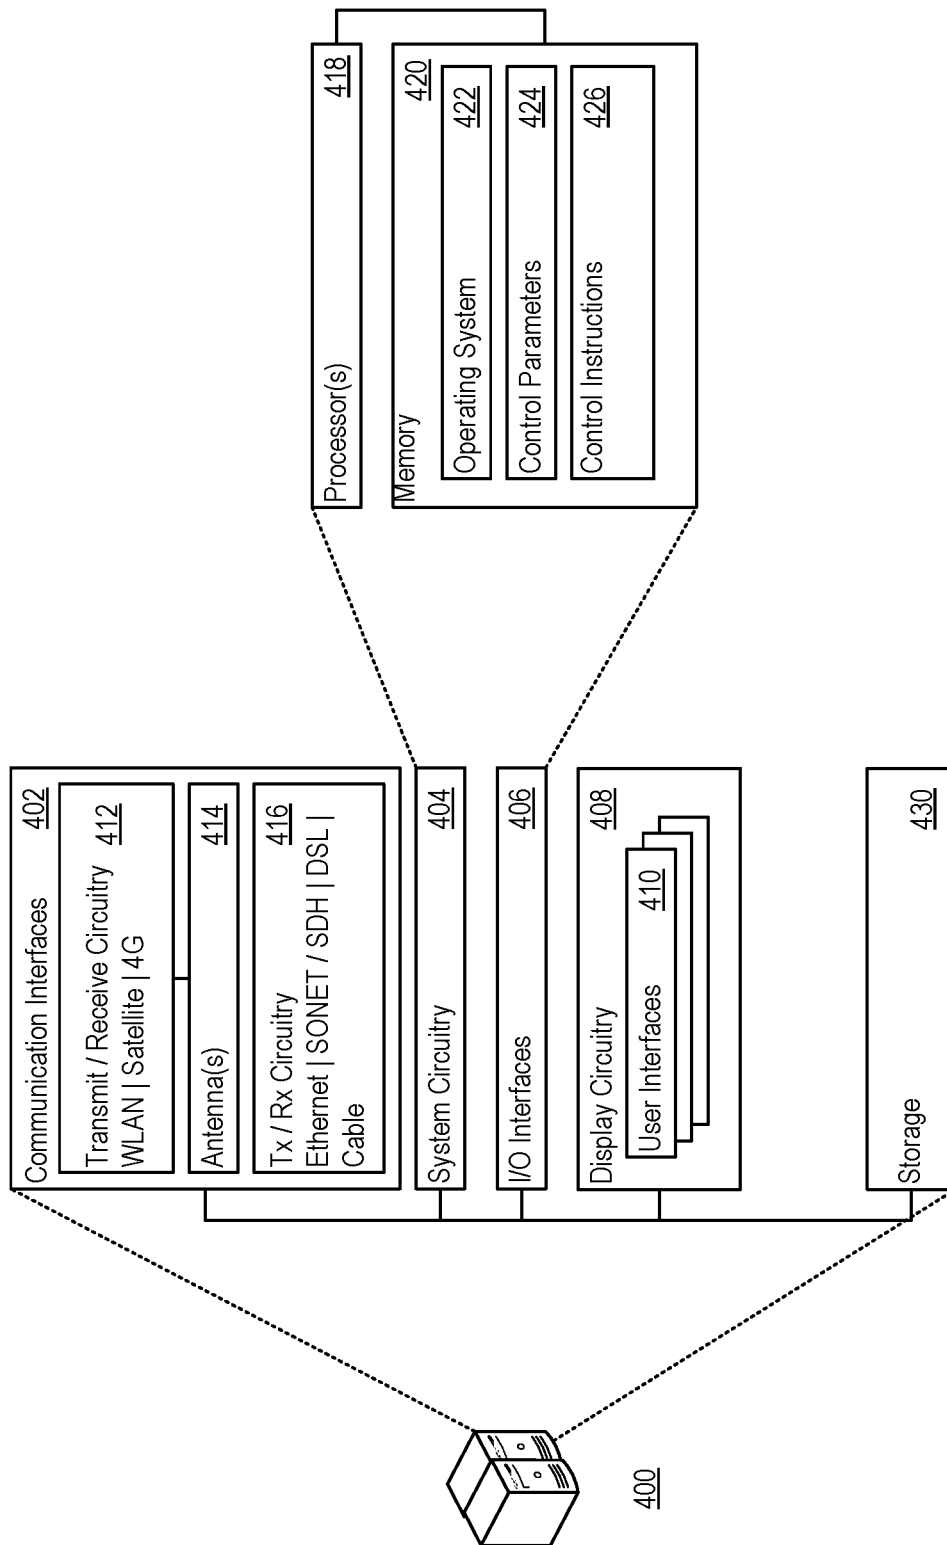 400
Communication Interfaces 402
Transmit / Receive Circuitry 412
WLAN | Satellite | 4G
Antenna(s) 414
Tx / Rx Circuitry 416
Ethernet | SONET / SDH | DSL |
Cable
System Circuitry 404
I/O Interfaces 406
Display Circuitry 408
User Interfaces 410
Storage 430
Processor(s) 418
Memory 420
Operating System 422
Control Parameters 424
Control Instructions 426